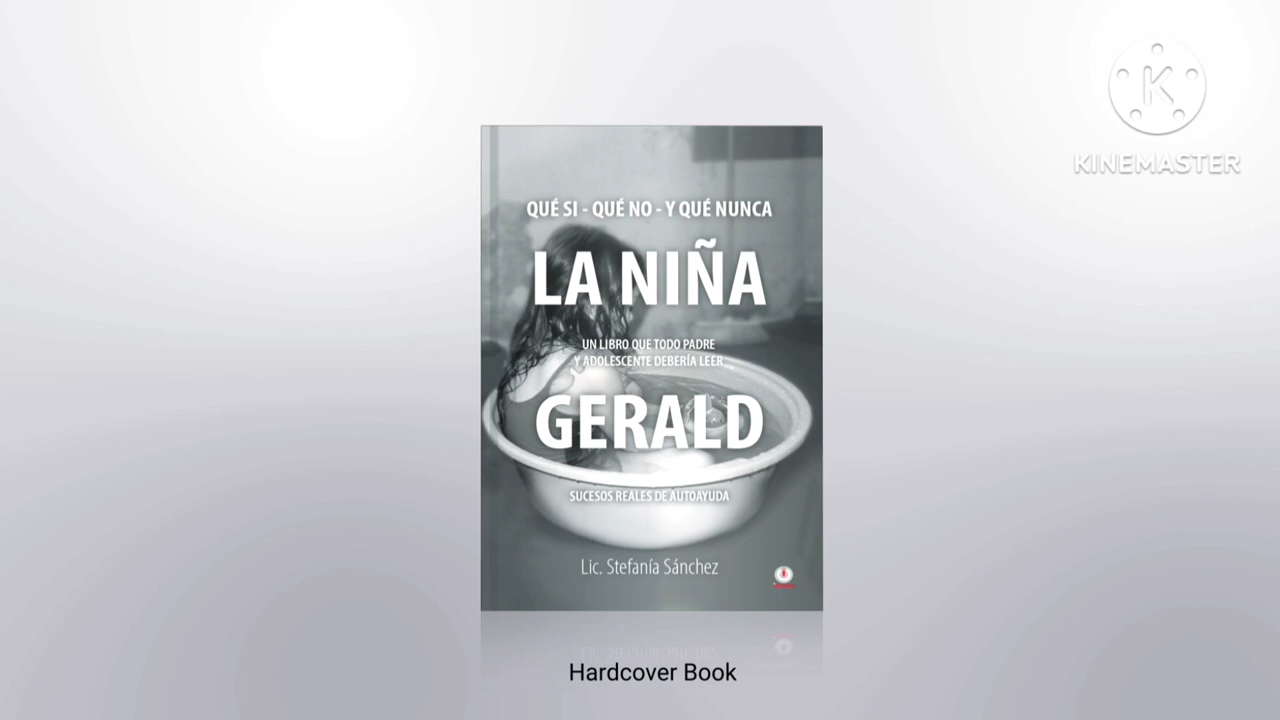 KINEMASTER
QUÉ SI - QUÉ NO - Y QUÉ NUNCA
LA NIÑA
UN LIBRO QUE TODO PADRE
Y ADOLESCENTE DEBERÍA LEER
GERALD
SUCESOS REALES DE AUTOAYUDA
Lic. Stefanía Sánchez
Hardcover Book